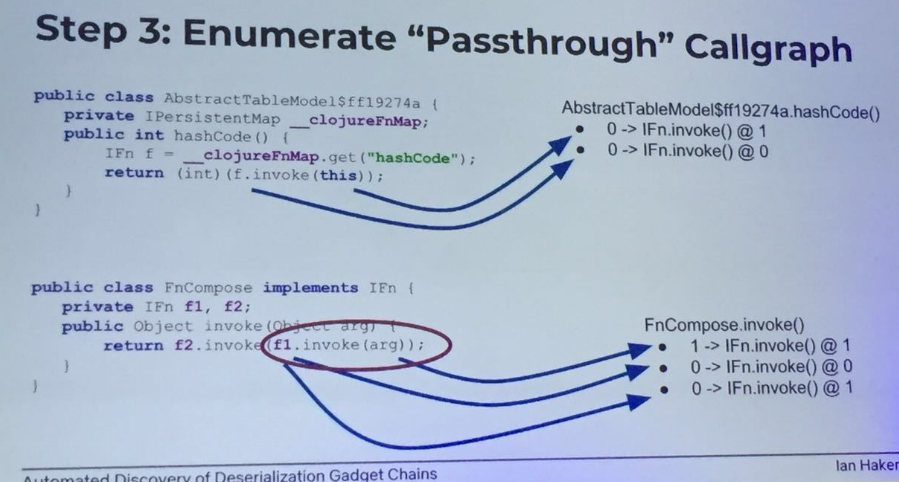 Step 3: Enumerate “Passthrough” Callgraph
public class AbstractTableModel$ff19274a {
private IPersistentMap __clojureFnMap;
public int hashCode() {
IFn f = __clojureFnMap.get("hashCode");
return (int)(f.invoke(this));
}
}
AbstractTableModel$ff19274a.hashCode()
• 0 -> IFn.invoke() @ 1
• 0 -> IFn.invoke() @ 0
public class FnCompose implements IFn {
private IFn f1, f2;
public Object invoke(Object arg) {
return f2.invoke(f1.invoke(arg));
}
}
FnCompose.invoke()
• 1 -> IFn.invoke() @ 1
• 0 -> IFn.invoke() @ 0
• 0 -> IFn.invoke() @ 1
Automated Discovery of Deserialization Gadget Chains
Ian Haken